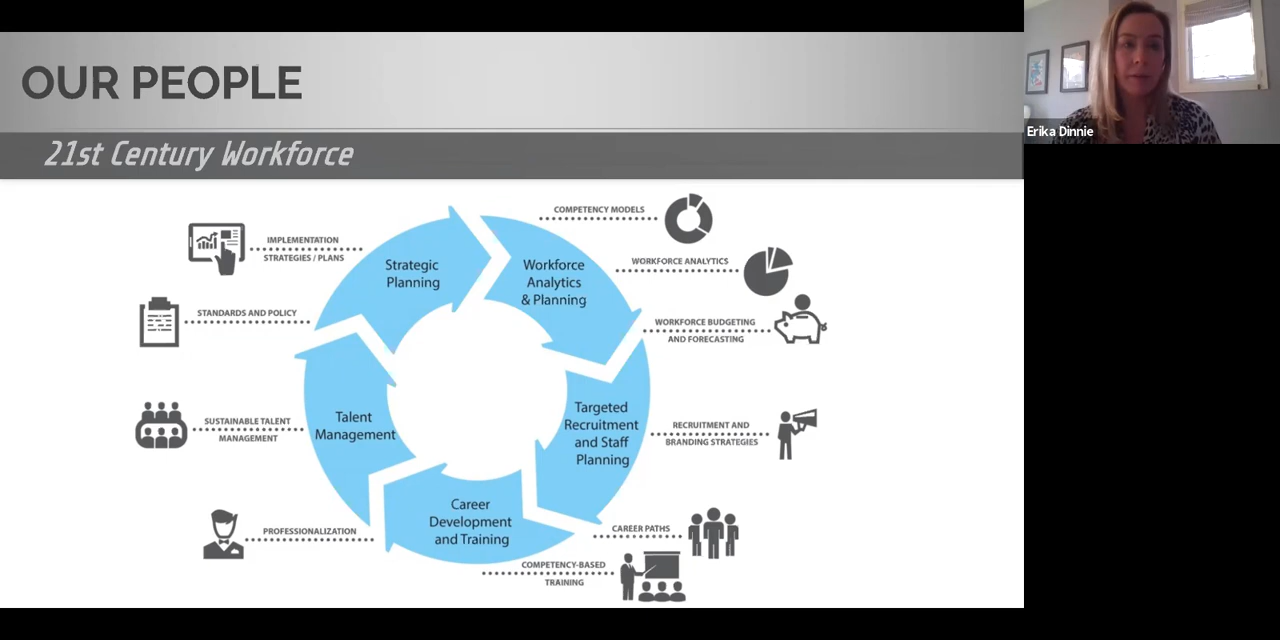 OUR PEOPLE
21st Century Workforce
Erika Dinnie
IMPLEMENTATION
STRATEGIES / PLANS
STANDARDS AND POLICY
SUSTAINABLE TALENT
MANAGEMENT
PROFESSIONALIZATION
Strategic
Planning
Workforce
Analytics
& Planning
Targeted
Recruitment
and Staff
Planning
Career
Development
and Training
Talent
Management
COMPETENCY MODELS
WORKFORCE ANALYTICS
WORKFORCE BUDGETING
AND FORECASTING
RECRUITMENT AND
BRANDING STRATEGIES
CAREER PATHS
COMPETENCY-BASED
TRAINING